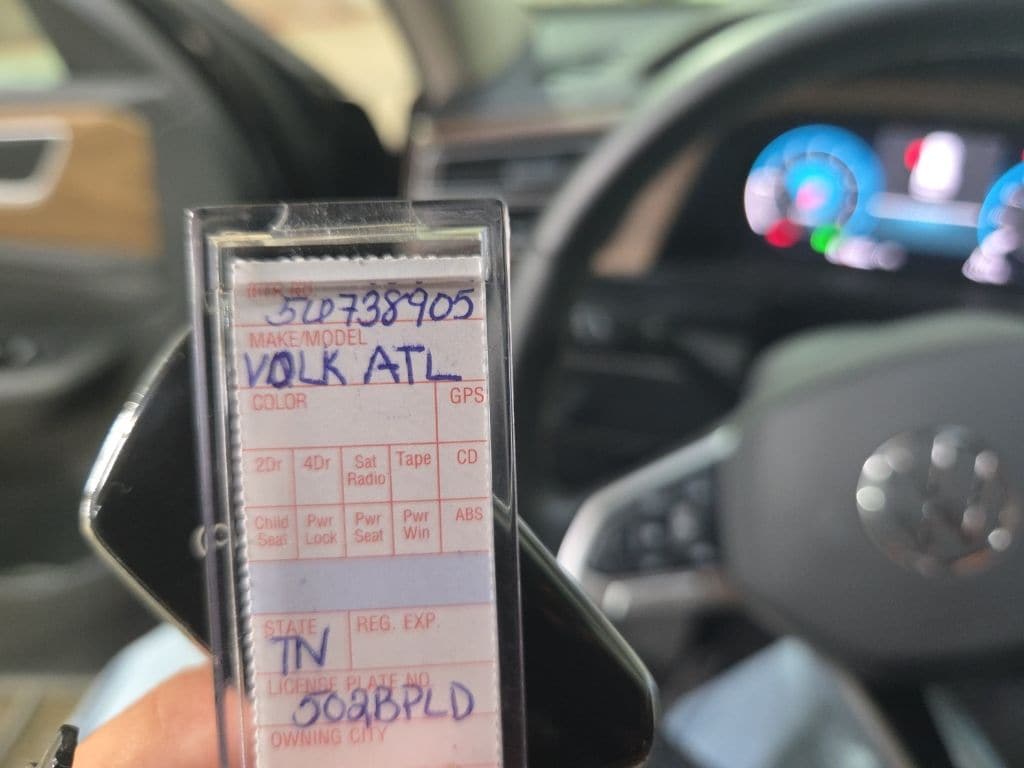 56738905
MAKE/MODEL
VOLK ATL
COLOR GPS
2Dr 4Dr Sat Radio Tape CD
Child Seat Pwr Lock Pwr Seat Pwr Win ABS
STATE REG. EXP.
TN
LICENSE PLATE NO.
502BPLD
OWNING CITY